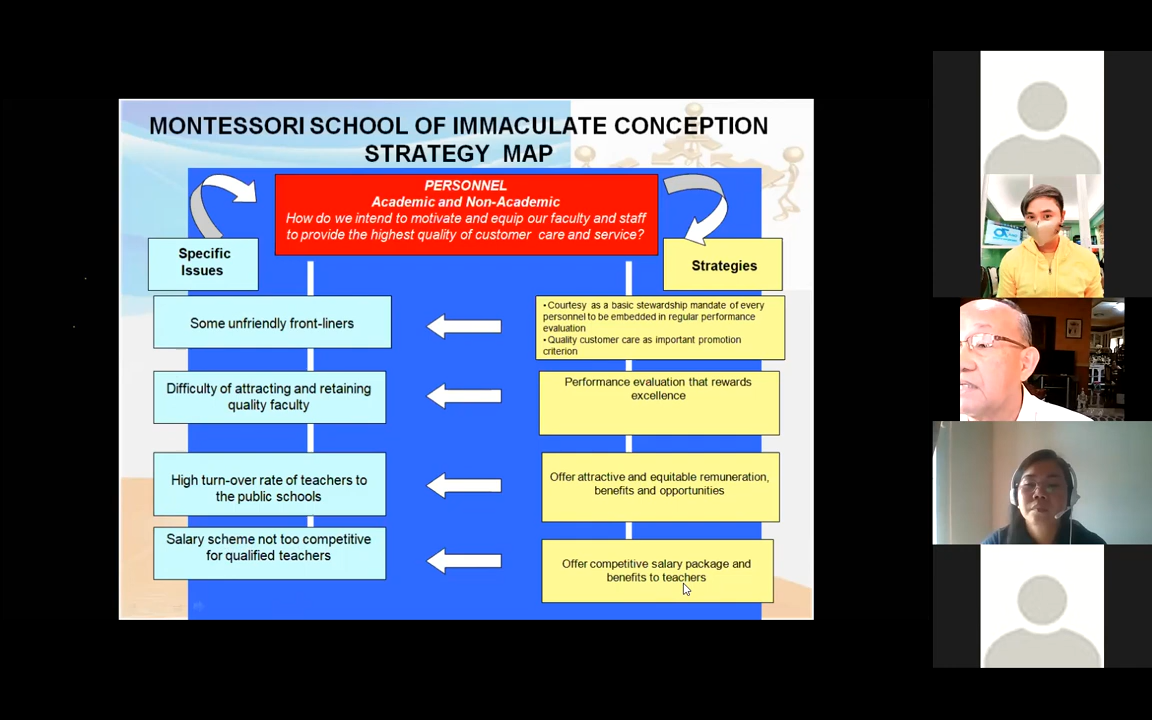 MONTESSORI SCHOOL OF IMMACULATE CONCEPTION
STRATEGY MAP
PERSONNEL
Academic and Non-Academic
How do we intend to motivate and equip our faculty and staff
to provide the highest quality of customer care and service?
Specific
Issues
Strategies
Some unfriendly front-liners
• Courtesy as a basic stewardship mandate of every
personnel to be embedded in regular performance
evaluation
• Quality customer care as important promotion
criterion
Difficulty of attracting and retaining
quality faculty
Performance evaluation that rewards
excellence
High turn-over rate of teachers to
the public schools
Offer attractive and equitable remuneration,
benefits and opportunities
Salary scheme not too competitive
for qualified teachers
Offer competitive salary package and
benefits to teachers